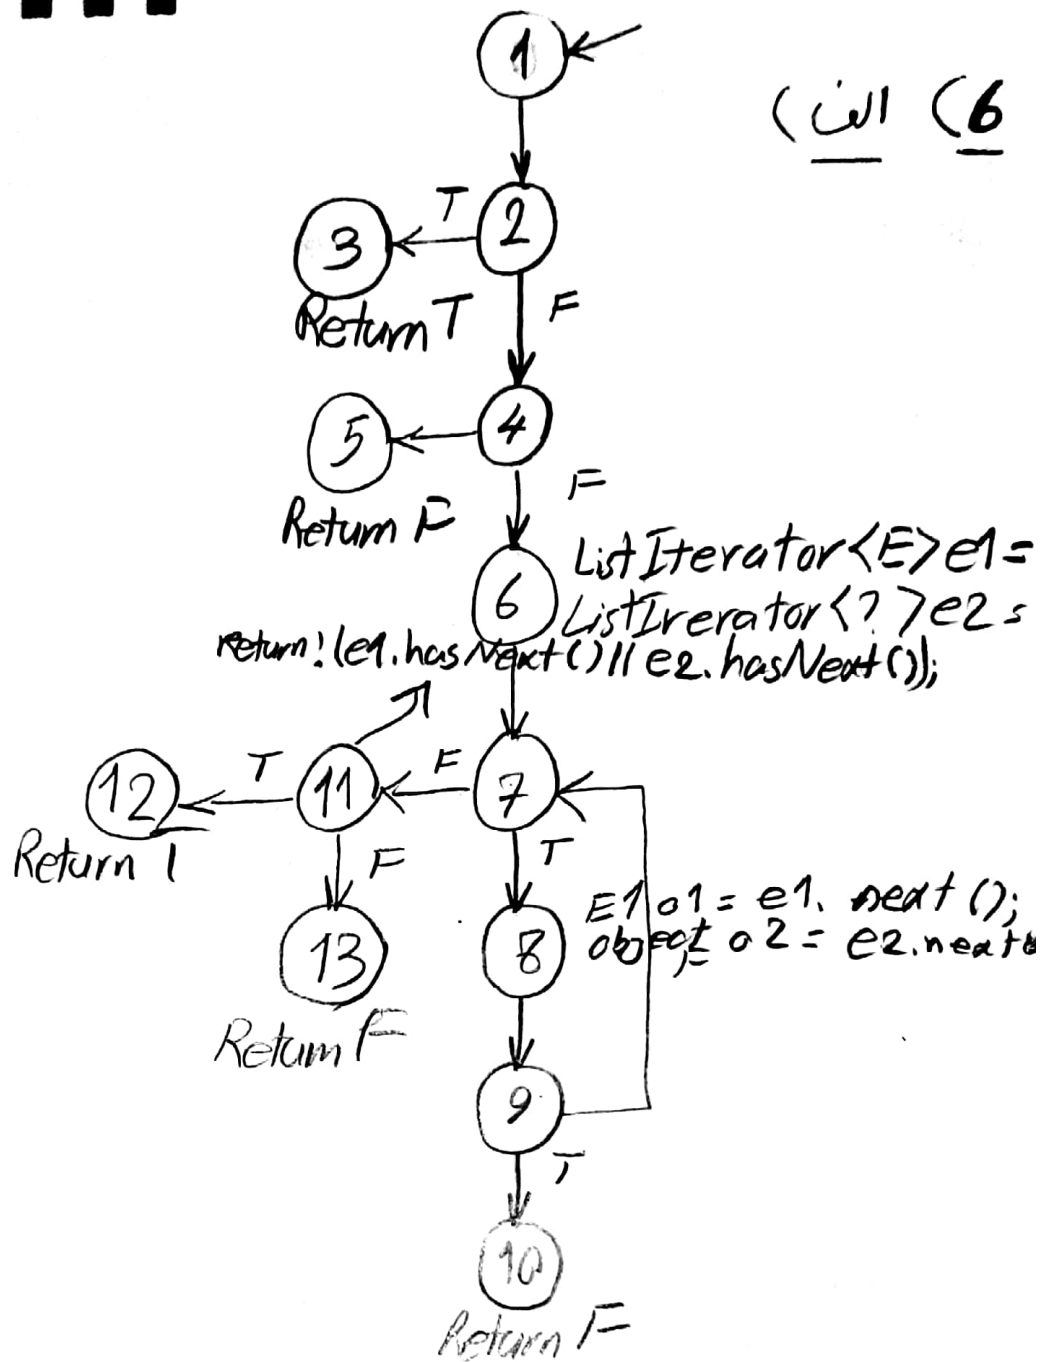 6) الف)
1
T
2
3
Return T
F
4
5
F
Return F
6
ListIterator<E>e1=
ListIrerator<?>e2=
return!(e1.hasNext()||e2.hasNext());
T
F
12
11
7
Return
F
T
E1 o1 = e1. next();
object o2 = e2.next
F
13
8
Return F
9
T
10
Return F